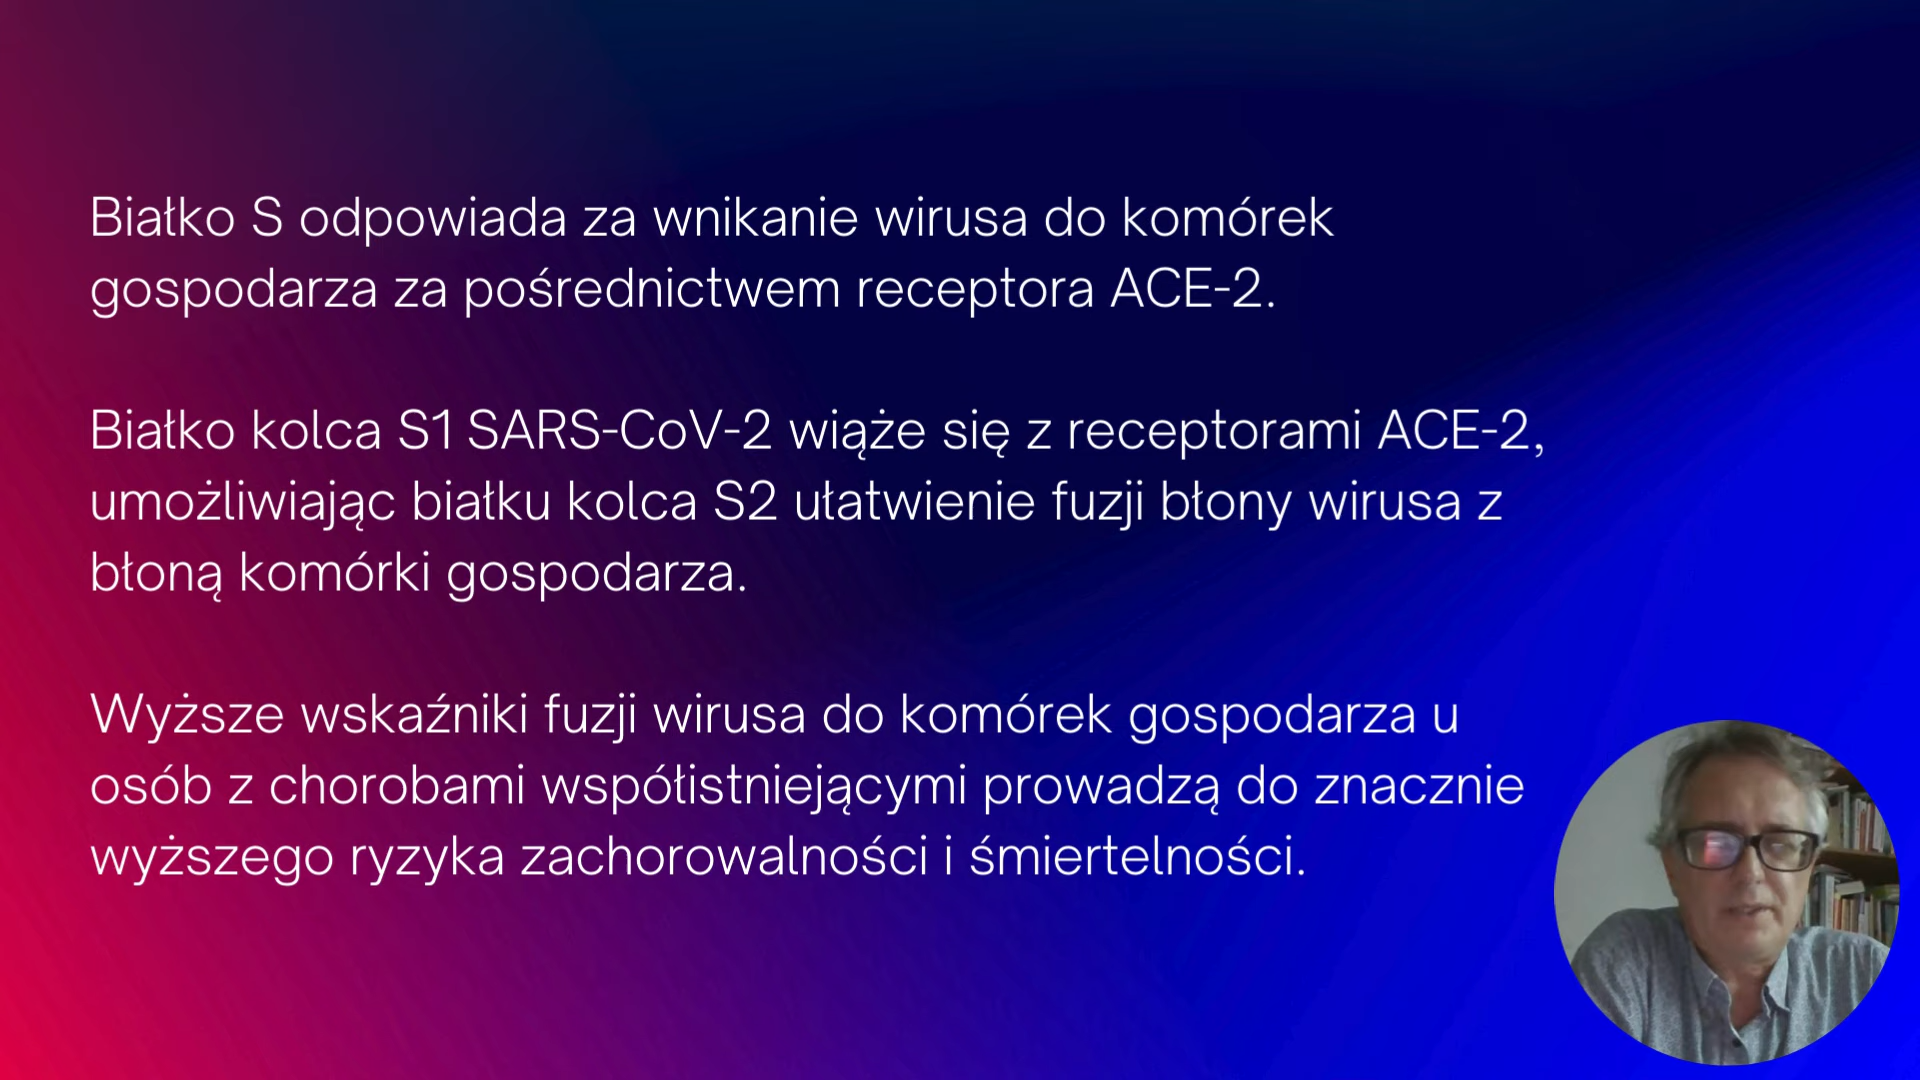 Białko S odpowiada za wnikanie wirusa do komórek
gospodarza za pośrednictwem receptora ACE-2.
Białko kolca S1 SARS-CoV-2 wiąże się z receptorami ACE-2,
umożliwiając białku kolca S2 ułatwienie fuzji błony wirusa z
błoną komórki gospodarza.
Wyższe wskaźniki fuzji wirusa do komórek gospodarza u
osób z chorobami współistniejącymi prowadzą do znacznie
wyższego ryzyka zachorowalności i śmiertelności.